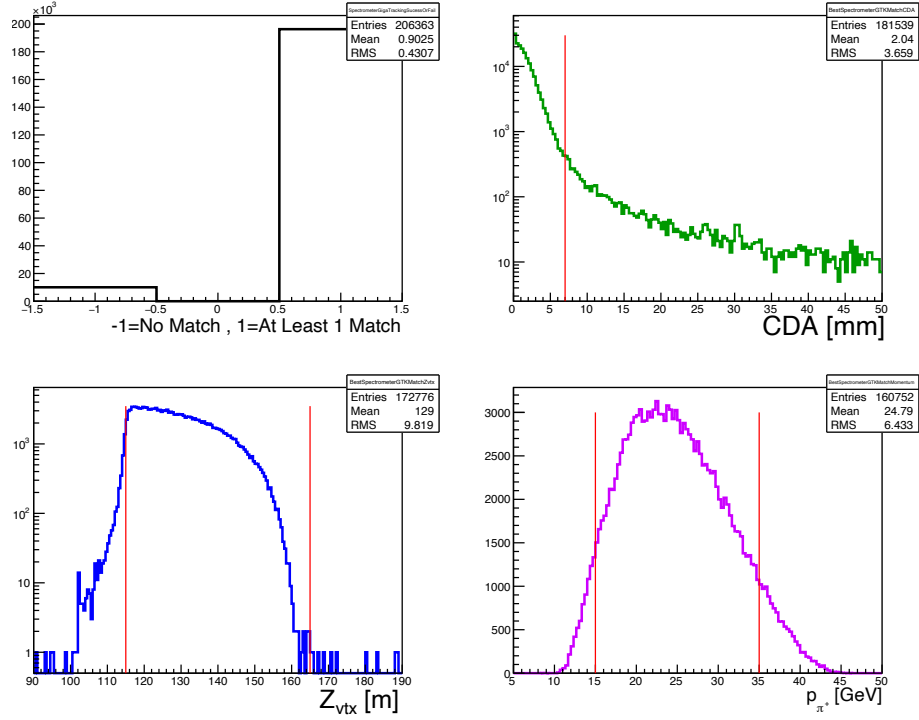 ×10³
SpectrometerGigaTrackingSucessOrFail
Entries 206363
Mean 0.9025
RMS 0.4307
200
180
160
140
120
100
80
60
40
20
0
-1.5 -1 -0.5 0 0.5 1 1.5
-1=No Match , 1=At Least 1 Match
BestSpectrometerGTKMatchCDA
Entries 181539
Mean 2.04
RMS 3.659
10⁴
10³
10²
10
0 5 10 15 20 25 30 35 40 45 50
CDA [mm]
BestSpectrometerGTKMatchZvtx
Entries 172776
Mean 129
RMS 9.819
10³
10²
10
1
90 100 110 120 130 140 150 160 170 180 190
Zvtx [m]
BestSpectrometerGTKMatchMomentum
Entries 160752
Mean 24.79
RMS 6.433
3000
2500
2000
1500
1000
500
0
5 10 15 20 25 30 35 40 45 50